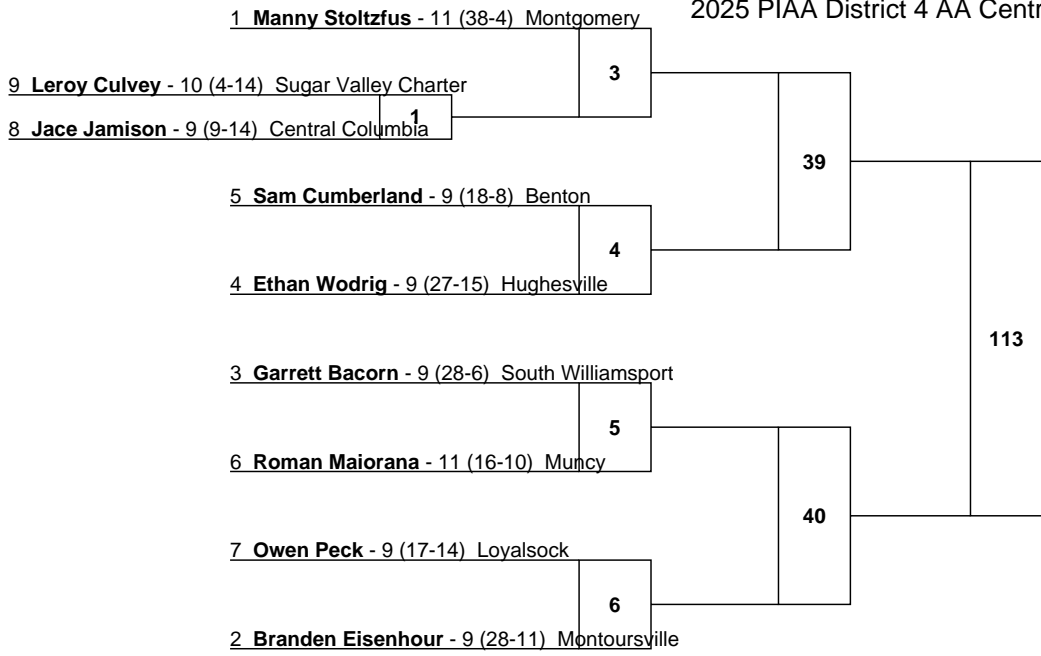 1 Manny Stoltzfus - 11 (38-4) Montgomery
2025 PIAA District 4 AA Centr
3
9 Leroy Culvey - 10 (4-14) Sugar Valley Charter
1
8 Jace Jamison - 9 (9-14) Central Columbia
39
5 Sam Cumberland - 9 (18-8) Benton
4
4 Ethan Wodrig - 9 (27-15) Hughesville
113
3 Garrett Bacorn - 9 (28-6) South Williamsport
5
6 Roman Maiorana - 11 (16-10) Muncy
40
7 Owen Peck - 9 (17-14) Loyalsock
6
2 Branden Eisenhour - 9 (28-11) Montoursville